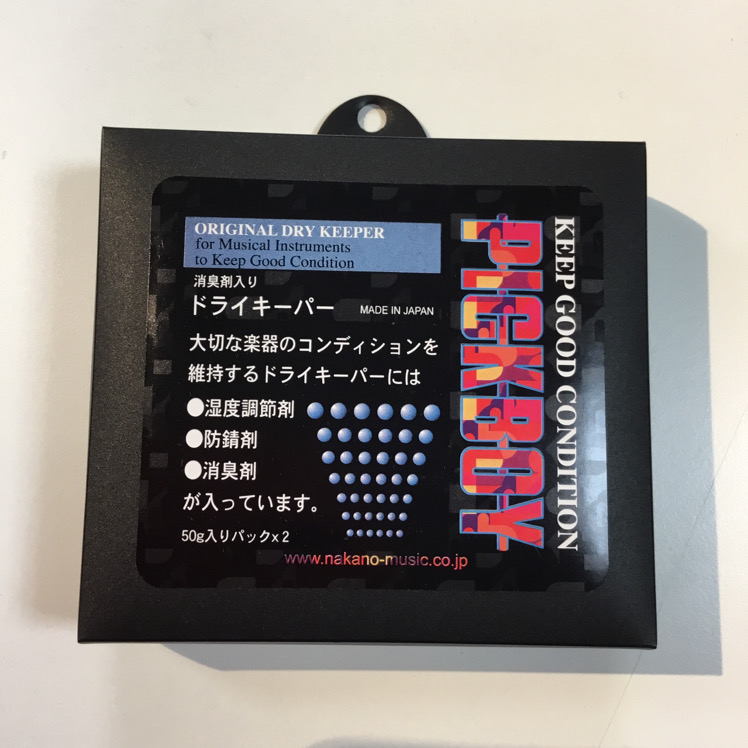 ORIGINAL DRY KEEPER
for Musical Instruments
to Keep Good Condition
消臭剤入り
ドライキーパー MADE IN JAPAN
大切な楽器のコンディションを
維持するドライキーパーには
●湿度調節剤
●防錆剤
●消臭剤
が入っています。
50g入りパックx2
www.nakano-music.co.jp
PICKBOY
KEEP GOOD CONDITION